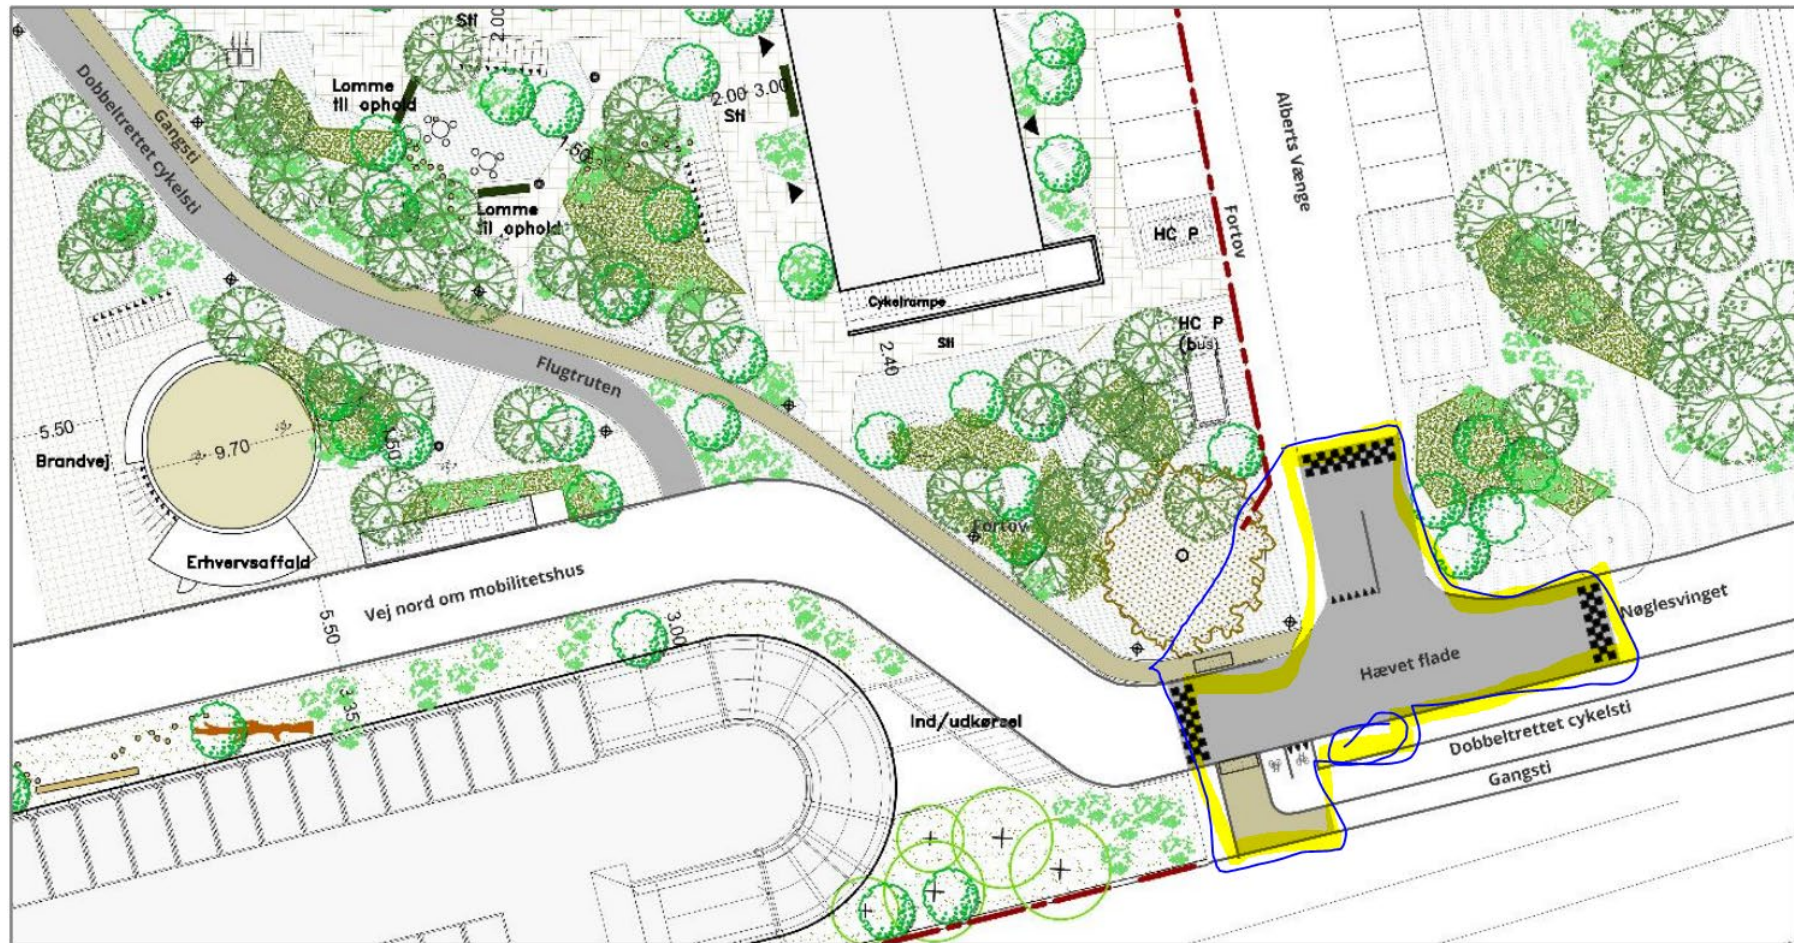 Sti
2.00
Dobbeltrettet cykelsti
Gangsti
Lomme
til ophold
2.00- 3.00
Sti
1.50
Lomme
til ophold
Alberts Vænge
Fortov
HC P
Cykelrampe
Sti
2.40
HC P
(bus)
Flugtruten
5.50
Brandvej
9.70
Erhvervsaffald
Fortov
Vej nord om mobilitetshus
5.50
3.00
3.35
Nøglesvinget
Hævet flade
Ind/udkørsel
Dobbeltrettet cykelsti
Gangsti